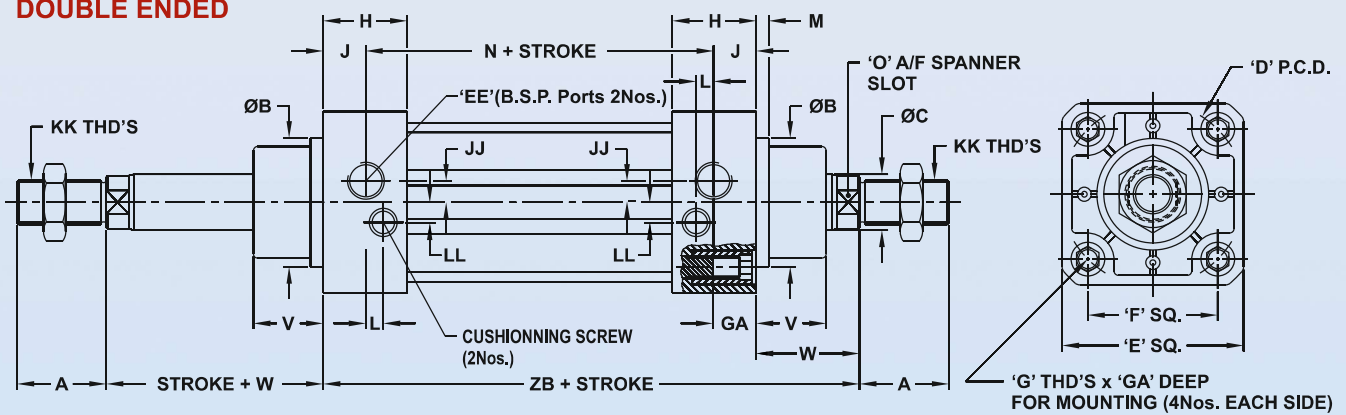 DOUBLE ENDED
H
H
M
J
N + STROKE
J
'O' A/F SPANNER
SLOT
'D' P.C.D.
L
'EE'(B.S.P. Ports 2Nos.)
ØB
ØB
ØC
KK THD'S
KK THD'S
JJ
JJ
LL
LL
V
L
CUSHIONNING SCREW
(2Nos.)
GA
V
W
'F' SQ.
'E' SQ.
A
STROKE + W
ZB + STROKE
A
'G' THD'S x 'GA' DEEP
FOR MOUNTING (4Nos. EACH SIDE)